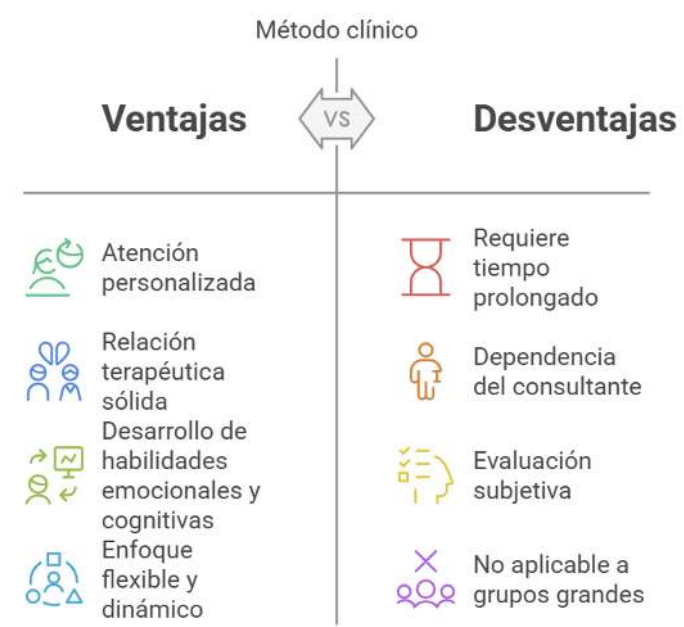 Método clínico
Ventajas
VS
Desventajas
Atención
personalizada
Relación
terapéutica
sólida
Desarrollo de
habilidades
emocionales y
cognitivas
Enfoque
flexible y
dinámico
Requiere
tiempo
prolongado
Dependencia
del consultante
Evaluación
subjetiva
No aplicable a
grupos grandes